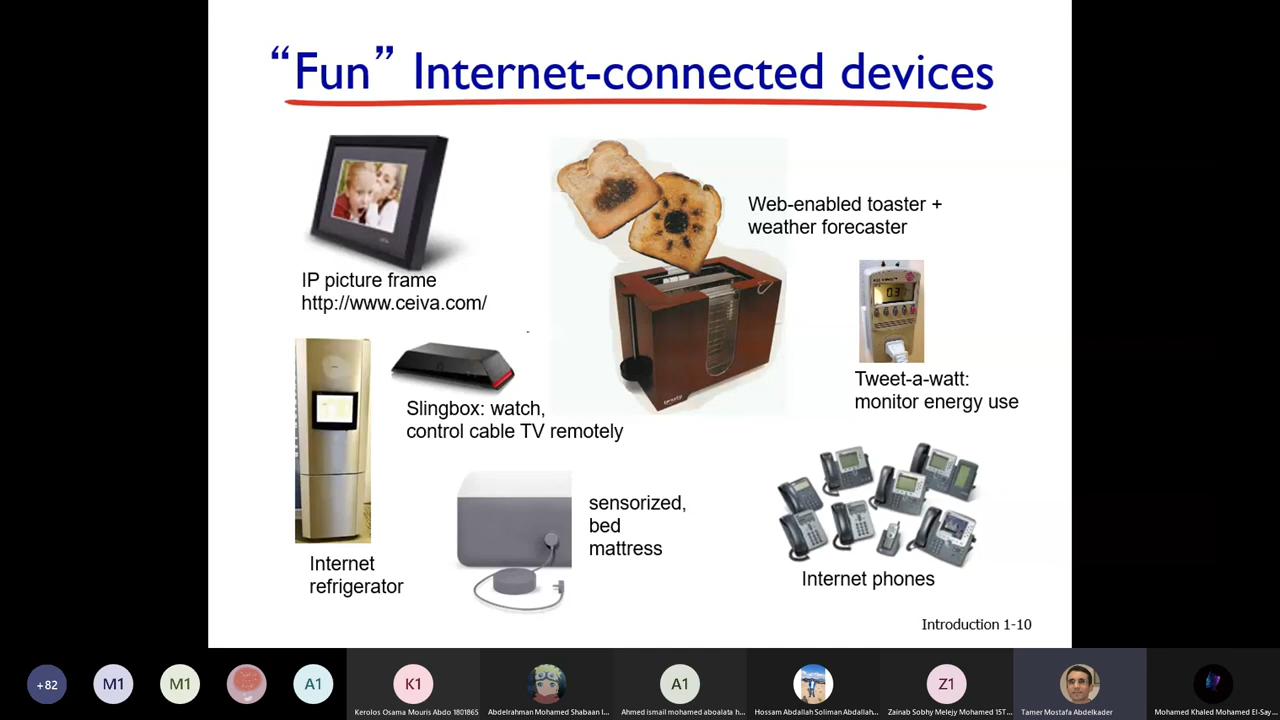 “Fun” Internet-connected devices
IP picture frame
http://www.ceiva.com/
Web-enabled toaster +
weather forecaster
0.3
Tweet-a-watt:
monitor energy use
Slingbox: watch,
control cable TV remotely
sensorized,
bed
mattress
Internet
refrigerator
Internet phones
Introduction 1-10
+82
M1
M1
A1
K1
A1
Z1
Kerolos Osama Mouris Abdo 1801865
Abdelrahman Mohamed Shabaan I...
Ahmed ismail mohamed aboalata h...
Hossam Abdallah Soliman Abdallah...
Zainab Sobhy Melejy Mohamed 15T...
Tamer Mostafa Abdelkader
Mohamed Khaled Mohamed El-Say...